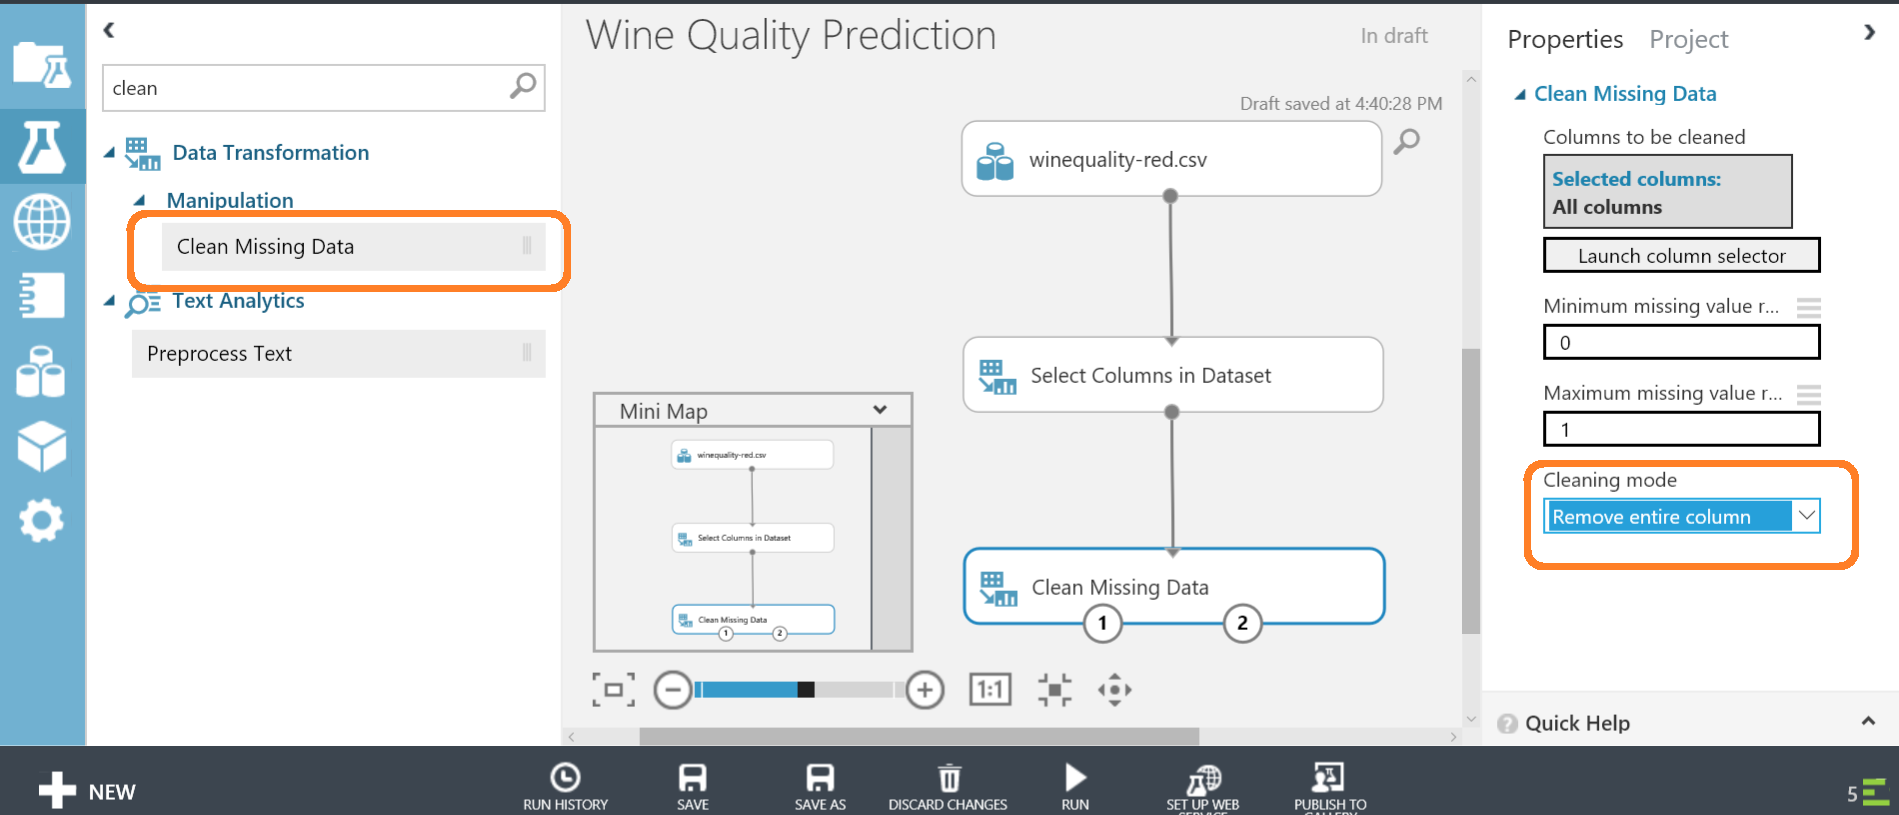 clean
Data Transformation
Manipulation
Clean Missing Data
Text Analytics
Preprocess Text
Wine Quality Prediction
In draft
Draft saved at 4:40:28 PM
winequality-red.csv
Select Columns in Dataset
Clean Missing Data
1 2
Mini Map
winequality-red.csv
Select Columns in Dataset
Clean Missing Data
1 2
1:1
Properties Project
Clean Missing Data
Columns to be cleaned
Selected columns:
All columns
Launch column selector
Minimum missing value r...
0
Maximum missing value r...
1
Cleaning mode
Remove entire column
? Quick Help
NEW
RUN HISTORY
SAVE
SAVE AS
DISCARD CHANGES
RUN
SET UP WEB
SERVICE
PUBLISH TO
GALLERY
5